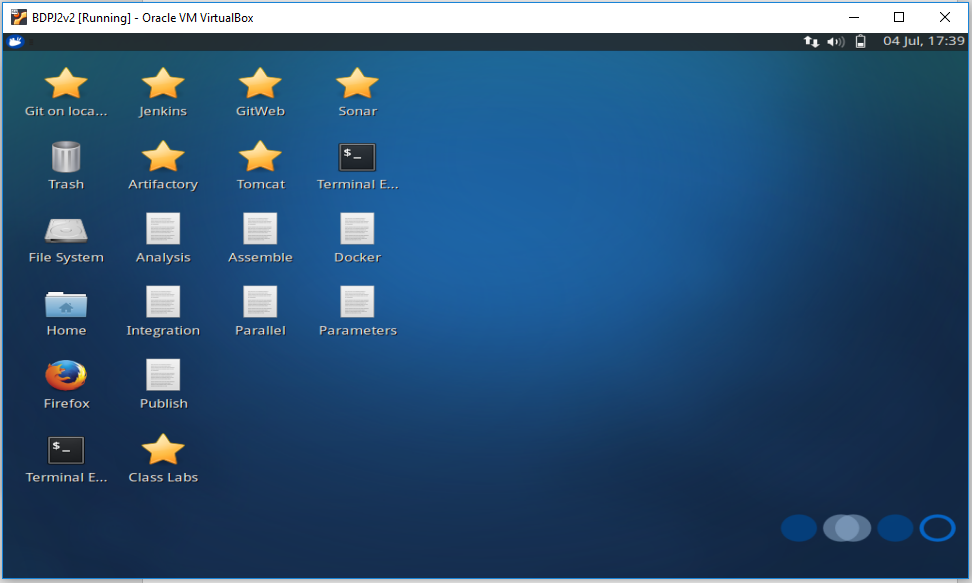 BDPJ2v2 [Running] - Oracle VM VirtualBox
04 Jul, 17:39
Git on loca...
Jenkins
GitWeb
Sonar
Trash
Artifactory
Tomcat
$_
Terminal E...
File System
Analysis
Assemble
Docker
Home
Integration
Parallel
Parameters
Firefox
Publish
$_
Terminal E...
Class Labs